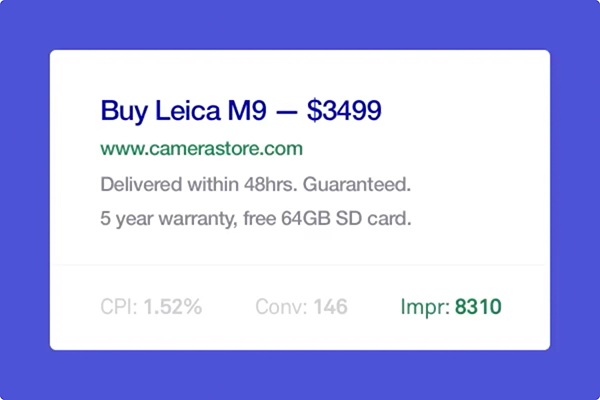 Buy Leica M9 — $3499
www.camerastore.com
Delivered within 48hrs. Guaranteed.
5 year warranty, free 64GB SD card.
CPI: 1.52% Conv: 146 Impr: 8310